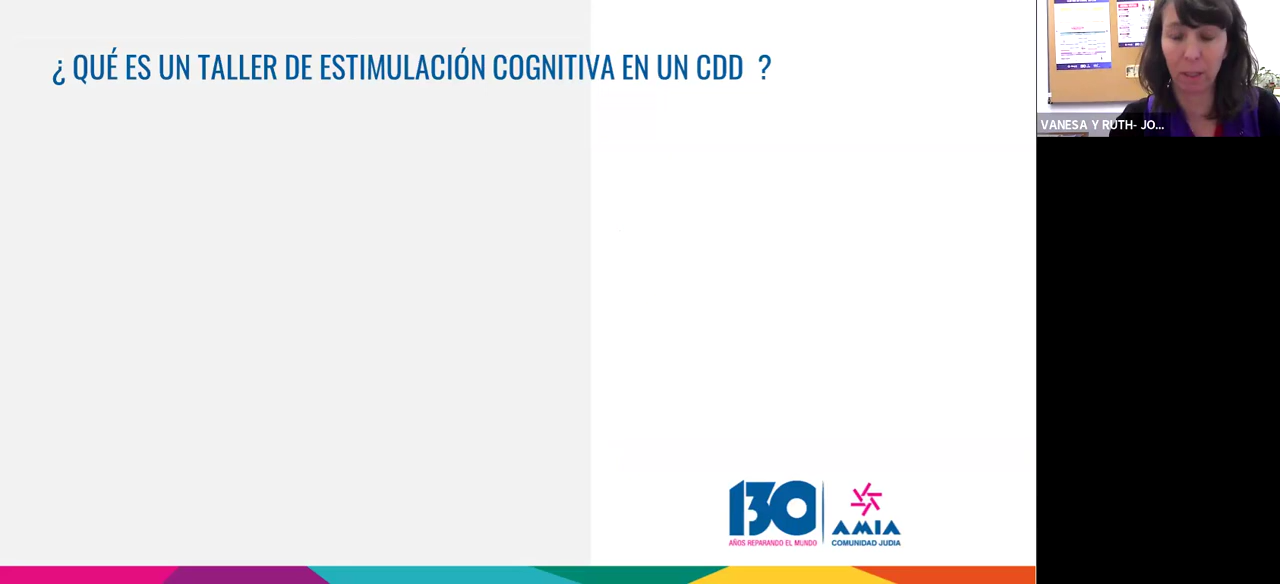 ¿ QUÉ ES UN TALLER DE ESTIMULACIÓN COGNITIVA EN UN CDD ?
VANESA Y RUTH- JO...
130
AÑOS REPARANDO EL MUNDO
AMIA
COMUNIDAD JUDIA